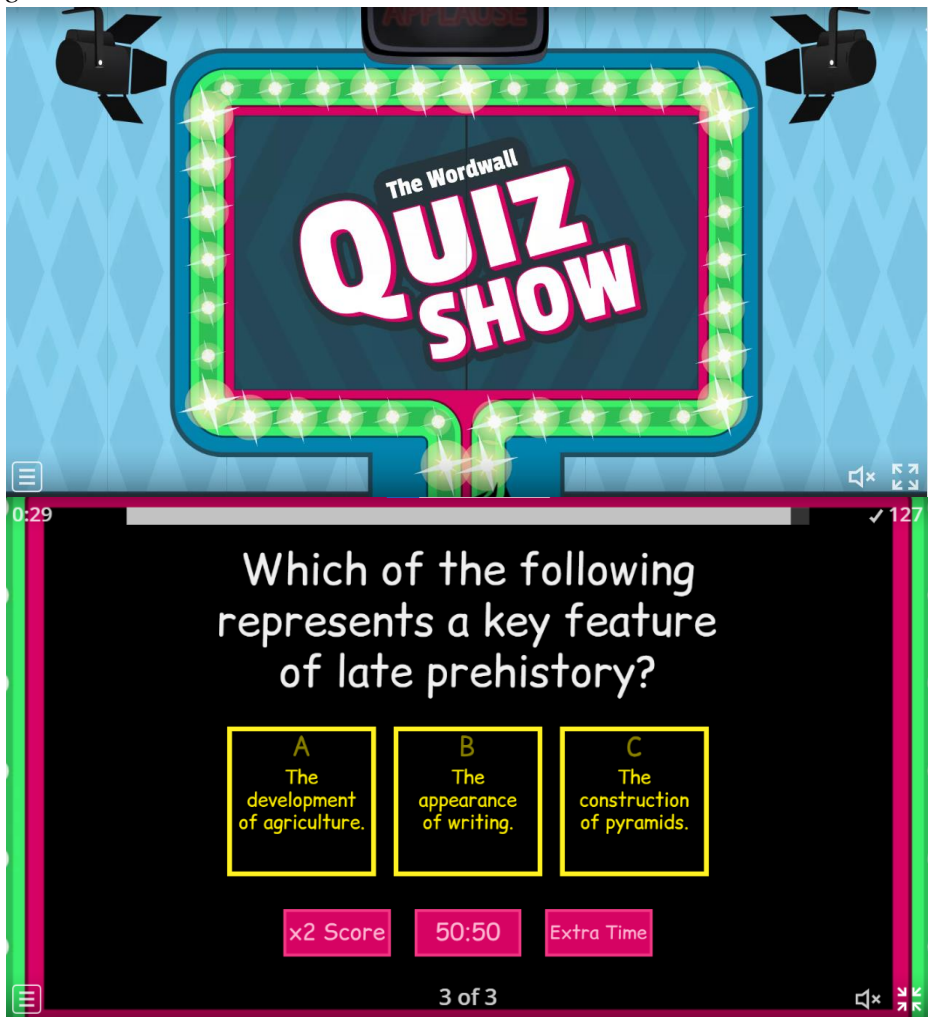 APPLAUSE
The Wordwall
QUIZ
SHOW
0:29
127
Which of the following
represents a key feature
of late prehistory?
A
The
development
of agriculture.
B
The
appearance
of writing.
C
The
construction
of pyramids.
x2 Score
50:50
Extra Time
3 of 3